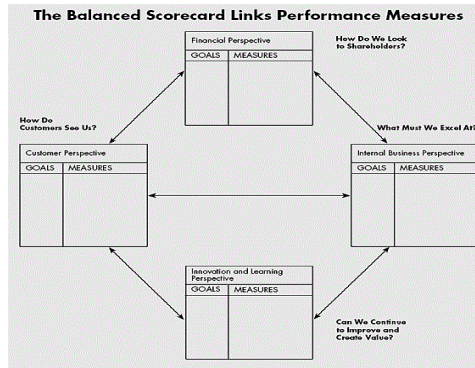 The Balanced Scorecard Links Performance Measures
Financial Perspective
GOALS MEASURES
How Do We Look
to Shareholders?
How Do
Customers See Us?
What Must We Excel At?
Customer Perspective
GOALS MEASURES
Internal Business Perspective
GOALS MEASURES
Innovation and Learning
Perspective
GOALS MEASURES
Can We Continue
to Improve and
Create Value?